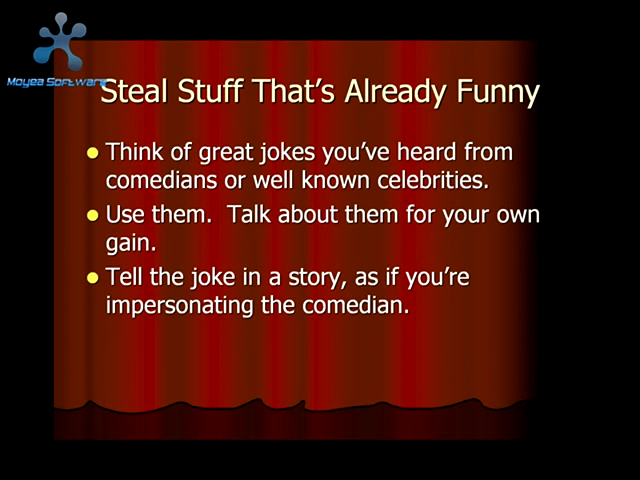 Moyea Software
Steal Stuff That's Already Funny
Think of great jokes you've heard from
comedians or well known celebrities.
Use them.  Talk about them for your own
gain.
Tell the joke in a story, as if you're
impersonating the comedian.